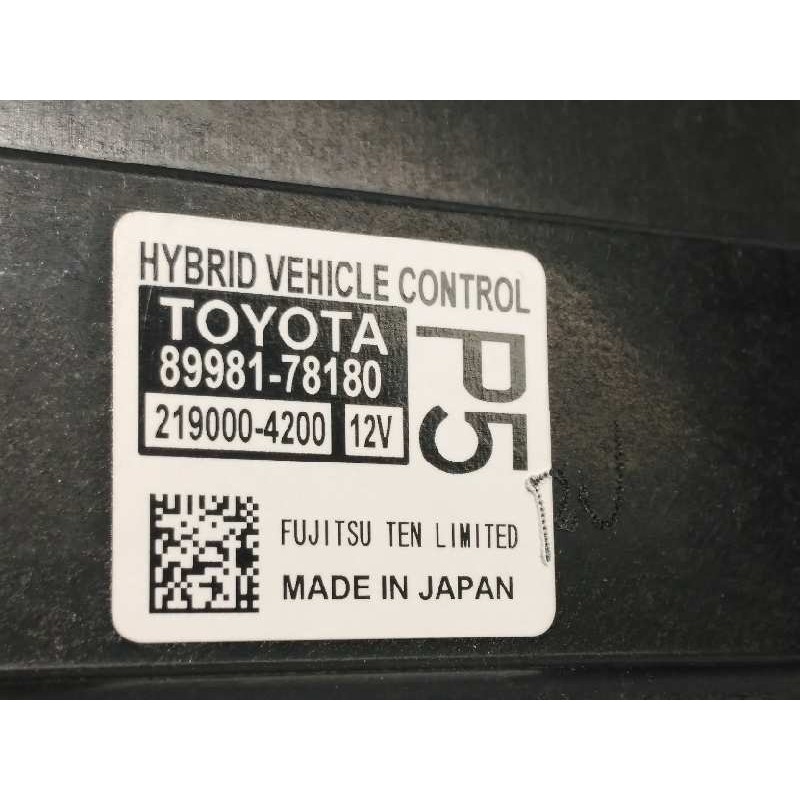 HYBRID VEHICLE CONTROL
TOYOTA
89981-78180
219000-4200 12V
P5
FUJITSU TEN LIMITED
MADE IN JAPAN